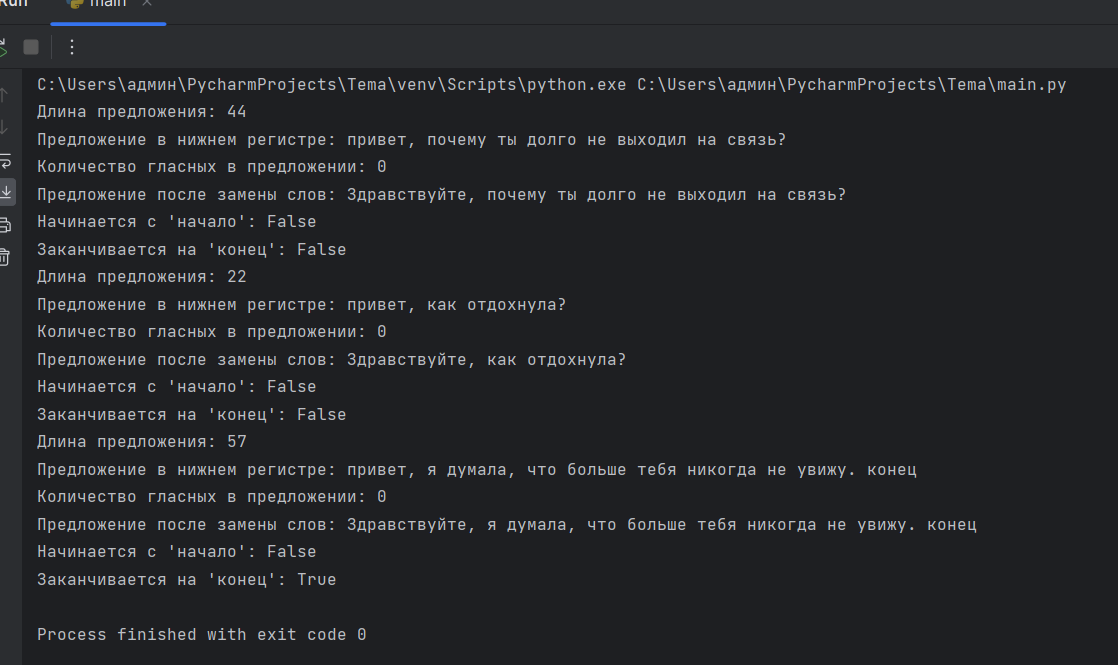 Run main
C:\Users\админ\PycharmProjects\Tema\venv\Scripts\python.exe C:\Users\админ\PycharmProjects\Tema\main.py
Длина предложения: 44
Предложение в нижнем регистре: привет, почему ты долго не выходил на связь?
Количество гласных в предложении: 0
Предложение после замены слов: Здравствуйте, почему ты долго не выходил на связь?
Начинается с 'начало': False
Заканчивается на 'конец': False
Длина предложения: 22
Предложение в нижнем регистре: привет, как отдохнула?
Количество гласных в предложении: 0
Предложение после замены слов: Здравствуйте, как отдохнула?
Начинается с 'начало': False
Заканчивается на 'конец': False
Длина предложения: 57
Предложение в нижнем регистре: привет, я думала, что больше тебя никогда не увижу. конец
Количество гласных в предложении: 0
Предложение после замены слов: Здравствуйте, я думала, что больше тебя никогда не увижу. конец
Начинается с 'начало': False
Заканчивается на 'конец': True
Process finished with exit code 0